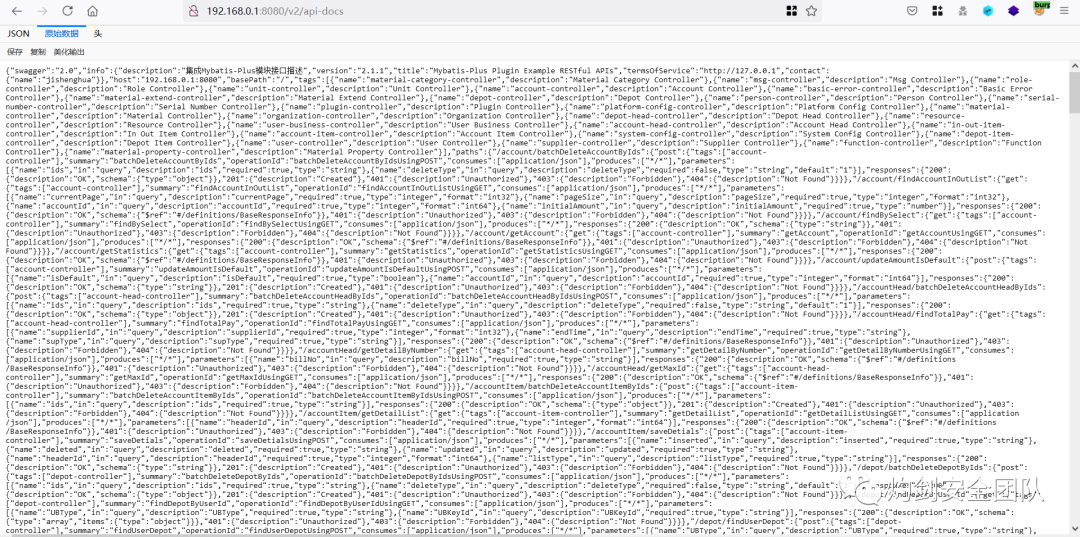 192.168.0.1:8080/v2/api-docs
JSON 原始数据 头
保存 复制 美化输出
{"swagger":"2.0","info":{"description":"集成Mybatis-Plus模块接口描述","version":"2.1.1","title":"Mybatis-Plus Plugin Example RESTful APIs","termsOfService":"http://127.0.0.1","contact":
{"name":"jishenghua"}},"host":"192.168.0.1:8080","basePath":"/","tags":[{"name":"material-category-controller","description":"Material Category Controller"},{"name":"msg-controller","description":"Msg Controller"},{"name":"role-
controller","description":"Role Controller"},{"name":"unit-controller","description":"Unit Controller"},{"name":"account-controller","description":"Account Controller"},{"name":"basic-error-controller","description":"Basic Error
Controller"},{"name":"material-extend-controller","description":"Material Extend Controller"},{"name":"depot-controller","description":"Depot Controller"},{"name":"person-controller","description":"Person Controller"},{"name":"serial-
number-controller","description":"Serial Number Controller"},{"name":"plugin-controller","description":"Plugin Controller"},{"name":"platform-config-controller","description":"Platform Config Controller"},{"name":"material-
controller","description":"Material Controller"},{"name":"organization-controller","description":"Organization Controller"},{"name":"depot-head-controller","description":"Depot Head Controller"},{"name":"resource-
controller","description":"Resource Controller"},{"name":"user-business-controller","description":"User Business Controller"},{"name":"account-head-controller","description":"Account Head Controller"},{"name":"in-out-item-
controller","description":"In Out Item Controller"},{"name":"account-item-controller","description":"Account Item Controller"},{"name":"system-config-controller","description":"System Config Controller"},{"name":"depot-item-
controller","description":"Depot Item Controller"},{"name":"user-controller","description":"User Controller"},{"name":"supplier-controller","description":"Supplier Controller"},{"name":"function-controller","description":"Function
Controller"},{"name":"material-property-controller","description":"Material Property Controller"}],"paths":{"/account/batchDeleteAccountByIds":{"post":{"tags":["account-
controller"],"summary":"batchDeleteAccountByIds","operationId":"batchDeleteAccountByIdsUsingPOST","consumes":["application/json"],"produces":["*/*"],"parameters":
[{"name":"ids","in":"query","description":"ids","required":true,"type":"string"},{"name":"deleteType","in":"query","description":"deleteType","required":false,"type":"string","default":"1"}],"responses":{"200":
{"description":"OK","schema":{"type":"object"}},"201":{"description":"Created"},"401":{"description":"Unauthorized"},"403":{"description":"Forbidden"},"404":{"description":"Not Found"}}}},"/account/findAccountInOutList":{"get":
{"tags":["account-controller"],"summary":"findAccountInOutList","operationId":"findAccountInOutListUsingGET","consumes":["application/json"],"produces":["*/*"],"parameters":
[{"name":"currentPage","in":"query","description":"currentPage","required":true,"type":"integer","format":"int32"},{"name":"pageSize","in":"query","description":"pageSize","required":true,"type":"integer","format":"int32"},
{"name":"accountId","in":"query","description":"accountId","required":true,"type":"integer","format":"int64"},{"name":"initialAmount","in":"query","description":"initialAmount","required":true,"type":"number"}],"responses":{"200":
{"description":"OK","schema":{"$ref":"#/definitions/BaseResponseInfo"}},"401":{"description":"Unauthorized"},"403":{"description":"Forbidden"},"404":{"description":"Not Found"}}}},"/account/findBySelect":{"get":{"tags":["account-
controller"],"summary":"findBySelect","operationId":"findBySelectUsingGET","consumes":["application/json"],"produces":["*/*"],"responses":{"200":{"description":"OK","schema":{"type":"string"}},"401":
{"description":"Unauthorized"},"403":{"description":"Forbidden"},"404":{"description":"Not Found"}}}},"/account/getAccount":{"get":{"tags":["account-controller"],"summary":"getAccount","operationId":"getAccountUsingGET","consumes":
["application/json"],"produces":["*/*"],"responses":{"200":{"description":"OK","schema":{"$ref":"#/definitions/BaseResponseInfo"}},"401":{"description":"Unauthorized"},"403":{"description":"Forbidden"},"404":{"description":"Not
Found"}}}},"/account/getStatistics":{"get":{"tags":["account-controller"],"summary":"getStatistics","operationId":"getStatisticsUsingGET","consumes":["application/json"],"produces":["*/*"],"responses":{"200":
{"description":"OK","schema":{"$ref":"#/definitions/BaseResponseInfo"}},"401":{"description":"Unauthorized"},"403":{"description":"Forbidden"},"404":{"description":"Not Found"}}}},"/account/updateAmountIsDefault":{"post":{"tags":
["account-controller"],"summary":"updateAmountIsDefault","operationId":"updateAmountIsDefaultUsingPOST","consumes":["application/json"],"produces":["*/*"],"parameters":
[{"name":"isDefault","in":"query","description":"isDefault","required":true,"type":"boolean"},{"name":"accountId","in":"query","description":"accountId","required":true,"type":"integer","format":"int64"}],"responses":{"200":
{"description":"OK","schema":{"type":"string"}},"201":{"description":"Created"},"401":{"description":"Unauthorized"},"403":{"description":"Forbidden"},"404":{"description":"Not Found"}}}},"/accountHead/batchDeleteAccountHeadByIds":
{"post":{"tags":["account-head-controller"],"summary":"batchDeleteAccountHeadByIds","operationId":"batchDeleteAccountHeadByIdsUsingPOST","consumes":["application/json"],"produces":["*/*"],"parameters":
[{"name":"ids","in":"query","description":"ids","required":true,"type":"string"},{"name":"deleteType","in":"query","description":"deleteType","required":false,"type":"string","default":"1"}],"responses":{"200":
{"description":"OK","schema":{"type":"object"}},"201":{"description":"Created"},"401":{"description":"Unauthorized"},"403":{"description":"Forbidden"},"404":{"description":"Not Found"}}}},"/accountHead/findTotalPay":{"get":{"tags":
["account-head-controller"],"summary":"findTotalPay","operationId":"findTotalPayUsingGET","consumes":["application/json"],"produces":["*/*"],"parameters":
[{"name":"supplierId","in":"query","description":"supplierId","required":true,"type":"integer","format":"int32"},{"name":"endTime","in":"query","description":"endTime","required":true,"type":"string"},
{"name":"supType","in":"query","description":"supType","required":true,"type":"string"}],"responses":{"200":{"description":"OK","schema":{"$ref":"#/definitions/BaseResponseInfo"}},"401":{"description":"Unauthorized"},"403":
{"description":"Forbidden"},"404":{"description":"Not Found"}}}},"/accountHead/getDetailByNumber":{"get":{"tags":["account-head-controller"],"summary":"getDetailByNumber","operationId":"getDetailByNumberUsingGET","consumes":
["application/json"],"produces":["*/*"],"parameters":[{"name":"billNo","in":"query","description":"billNo","required":true,"type":"string"}],"responses":{"200":{"description":"OK","schema":{"$ref":"#/definitions
/BaseResponseInfo"}},"401":{"description":"Unauthorized"},"403":{"description":"Forbidden"},"404":{"description":"Not Found"}}}},"/accountHead/getMaxId":{"get":{"tags":["account-head-
controller"],"summary":"getMaxId","operationId":"getMaxIdUsingGET","consumes":["application/json"],"produces":["*/*"],"responses":{"200":{"description":"OK","schema":{"$ref":"#/definitions/BaseResponseInfo"}},"401":
{"description":"Unauthorized"},"403":{"description":"Forbidden"},"404":{"description":"Not Found"}}}},"/accountItem/batchDeleteAccountItemByIds":{"post":{"tags":["account-item-
controller"],"summary":"batchDeleteAccountItemByIds","operationId":"batchDeleteAccountItemByIdsUsingPOST","consumes":["application/json"],"produces":["*/*"],"parameters":
[{"name":"ids","in":"query","description":"ids","required":true,"type":"string"}],"responses":{"200":{"description":"OK","schema":{"type":"object"}},"201":{"description":"Created"},"401":{"description":"Unauthorized"},"403":
{"description":"Forbidden"},"404":{"description":"Not Found"}}}},"/accountItem/getDetailList":{"get":{"tags":["account-item-controller"],"summary":"getDetailList","operationId":"getDetailListUsingGET","consumes":["application
/json"],"produces":["*/*"],"parameters":[{"name":"headerId","in":"query","description":"headerId","required":true,"type":"integer","format":"int64"}],"responses":{"200":{"description":"OK","schema":{"$ref":"#/definitions
/BaseResponseInfo"}},"401":{"description":"Unauthorized"},"403":{"description":"Forbidden"},"404":{"description":"Not Found"}}}},"/accountItem/saveDetials":{"post":{"tags":["account-item-
controller"],"summary":"saveDetials","operationId":"saveDetialsUsingPOST","consumes":["application/json"],"produces":["*/*"],"parameters":[{"name":"inserted","in":"query","description":"inserted","required":true,"type":"string"},
{"name":"deleted","in":"query","description":"deleted","required":true,"type":"string"},{"name":"updated","in":"query","description":"updated","required":true,"type":"string"},
{"name":"headerId","in":"query","description":"headerId","required":true,"type":"integer","format":"int64"},{"name":"listType","in":"query","description":"listType","required":true,"type":"string"}],"responses":{"200":
{"description":"OK","schema":{"type":"string"}},"201":{"description":"Created"},"401":{"description":"Unauthorized"},"403":{"description":"Forbidden"},"404":{"description":"Not Found"}}}},"/depot/batchDeleteDepotByIds":{"post":
{"tags":["depot-controller"],"summary":"batchDeleteDepotByIds","operationId":"batchDeleteDepotByIdsUsingPOST","consumes":["application/json"],"produces":["*/*"],"parameters":
[{"name":"ids","in":"query","description":"ids","required":true,"type":"string"},{"name":"deleteType","in":"query","description":"deleteType","required":false,"type":"string","default":
{"description":"OK","schema":{"type":"object"}},"201":{"description":"Created"},"401":{"description":"Unauthorized"},"403":{"description":"Forbidden"},"404":{"description":"Not Found"
["depot-controller"],"summary":"findDepotByUserId","operationId":"findDepotByUserIdUsingPOST","consumes":["application/json"],"produces":["*/*"],"parameters":
[{"name":"UBType","in":"query","description":"UBType","required":true,"type":"string"},{"name":"UBKeyId","in":"query","description":"UBKeyId","required":true,"type":"string"}],"responses":{"200":{"description":"OK","schema":
{"type":"array","items":{"type":"object"}}},"401":{"description":"Unauthorized"},"403":{"description":"Forbidden"},"404":{"description":"Not Found"}}}},"/depot/findUserDepot":{"post":{"tags":["depot-
controller"],"summary":"findUserDepot","operationId":"findUserDepotUsingPOST","consumes":["application/json"],"produces":["*/*"],"parameters":[{"name":"UBType","in":"query","description":"UBType","required":true,"type":"string"},